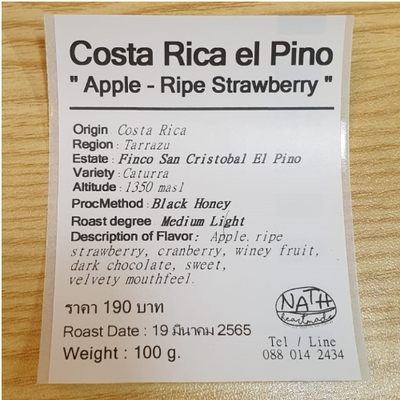 Costa Rica el Pino
" Apple - Ripe Strawberry "
Origin : Costa Rica
Region : Tarrazu
Estate : Finco San Cristobal El Pino
Variety : Caturra
Altitude : 1350 masl
ProcMethod : Black Honey
Roast degree Medium Light
Description of Flavor: Apple. ripe
strawberry, cranberry, winey fruit,
dark chocolate, sweet,
velvety mouthfeel.
ราคา 190 บาท
Roast Date : 19 มีนาคม 2565
Weight : 100 g.
NATH
heartmade
Tel / Line
088 014 2434